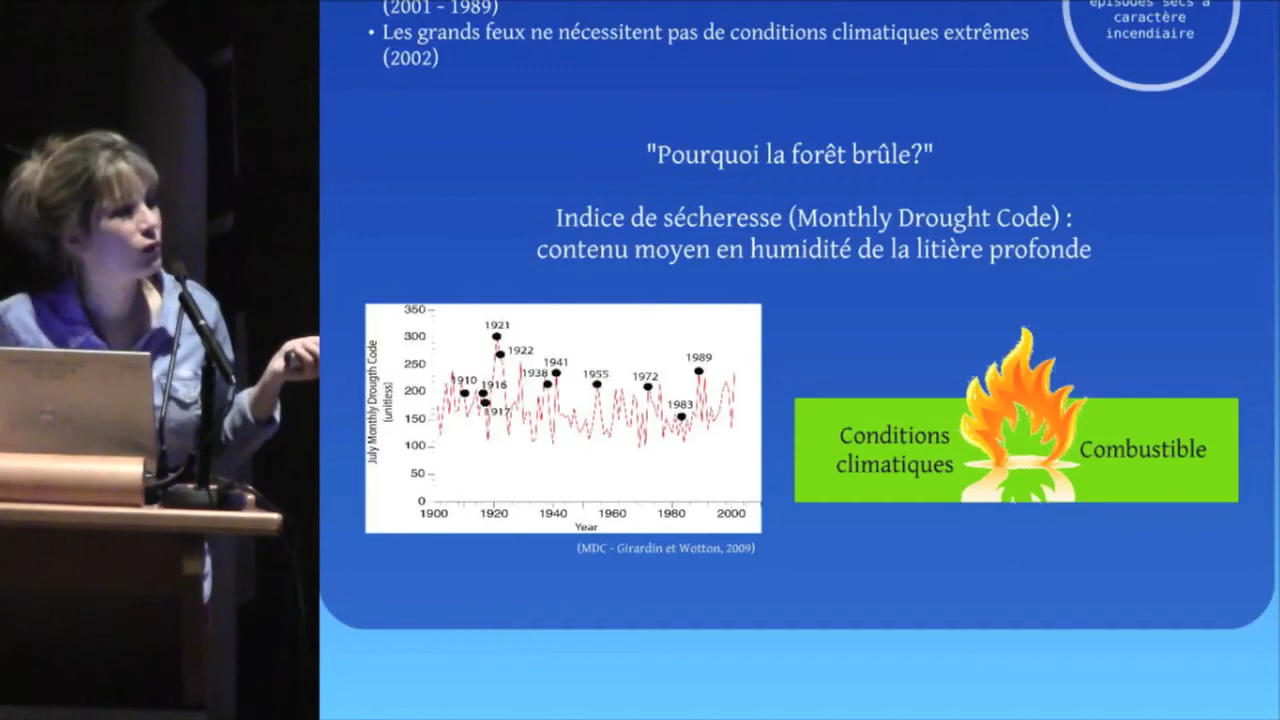 (2001 - 1989)
• Les grands feux ne nécessitent pas de conditions climatiques extrêmes
(2002)
épisodes secs à
caractère
incendiaire
"Pourquoi la forêt brûle?"
Indice de sécheresse (Monthly Drought Code) :
contenu moyen en humidité de la litière profonde
July Monthly Drougth Code
(unitless)
350
300
250
200
150
100
50
0
1921
1922
1910
1916
1917
1938
1941
1955
1972
1983
1989
1900
1920
1940
1960
1980
2000
Year
(MDC - Girardin et Wotton, 2009)
Conditions
climatiques
Combustible